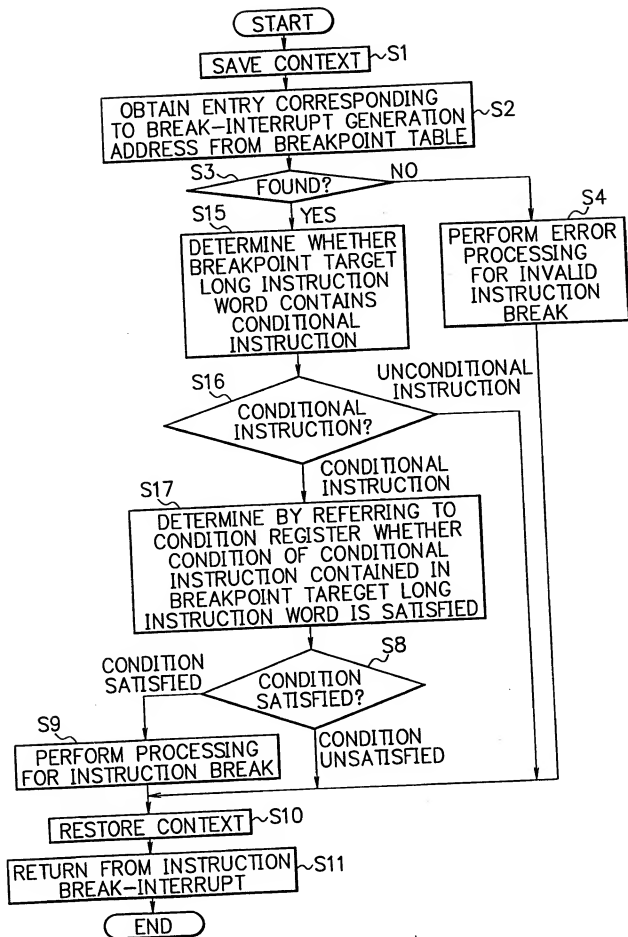 START
SAVE CONTEXT
S1
OBTAIN ENTRY CORRESPONDING
TO BREAK-INTERRUPT GENERATION
ADDRESS FROM BREAKPOINT TABLE
S2
S3
FOUND?
NO
YES
S15
DETERMINE WHETHER
BREAKPOINT TARGET
LONG INSTRUCTION
WORD CONTAINS
CONDITIONAL
INSTRUCTION
S4
PERFORM ERROR
PROCESSING
FOR INVALID
INSTRUCTION
BREAK
S16
CONDITIONAL
INSTRUCTION?
UNCONDITIONAL
INSTRUCTION
CONDITIONAL
INSTRUCTION
S17
DETERMINE BY REFERRING TO
CONDITION REGISTER WHETHER
CONDITION OF CONDITIONAL
INSTRUCTION CONTAINED IN
BREAKPOINT TAREGET LONG
INSTRUCTION WORD IS SATISFIED
S8
CONDITION
SATISFIED?
CONDITION
SATISFIED
CONDITION
UNSATISFIED
S9
PERFORM PROCESSING
FOR INSTRUCTION BREAK
RESTORE CONTEXT
S10
RETURN FROM INSTRUCTION
BREAK-INTERRUPT
S11
END